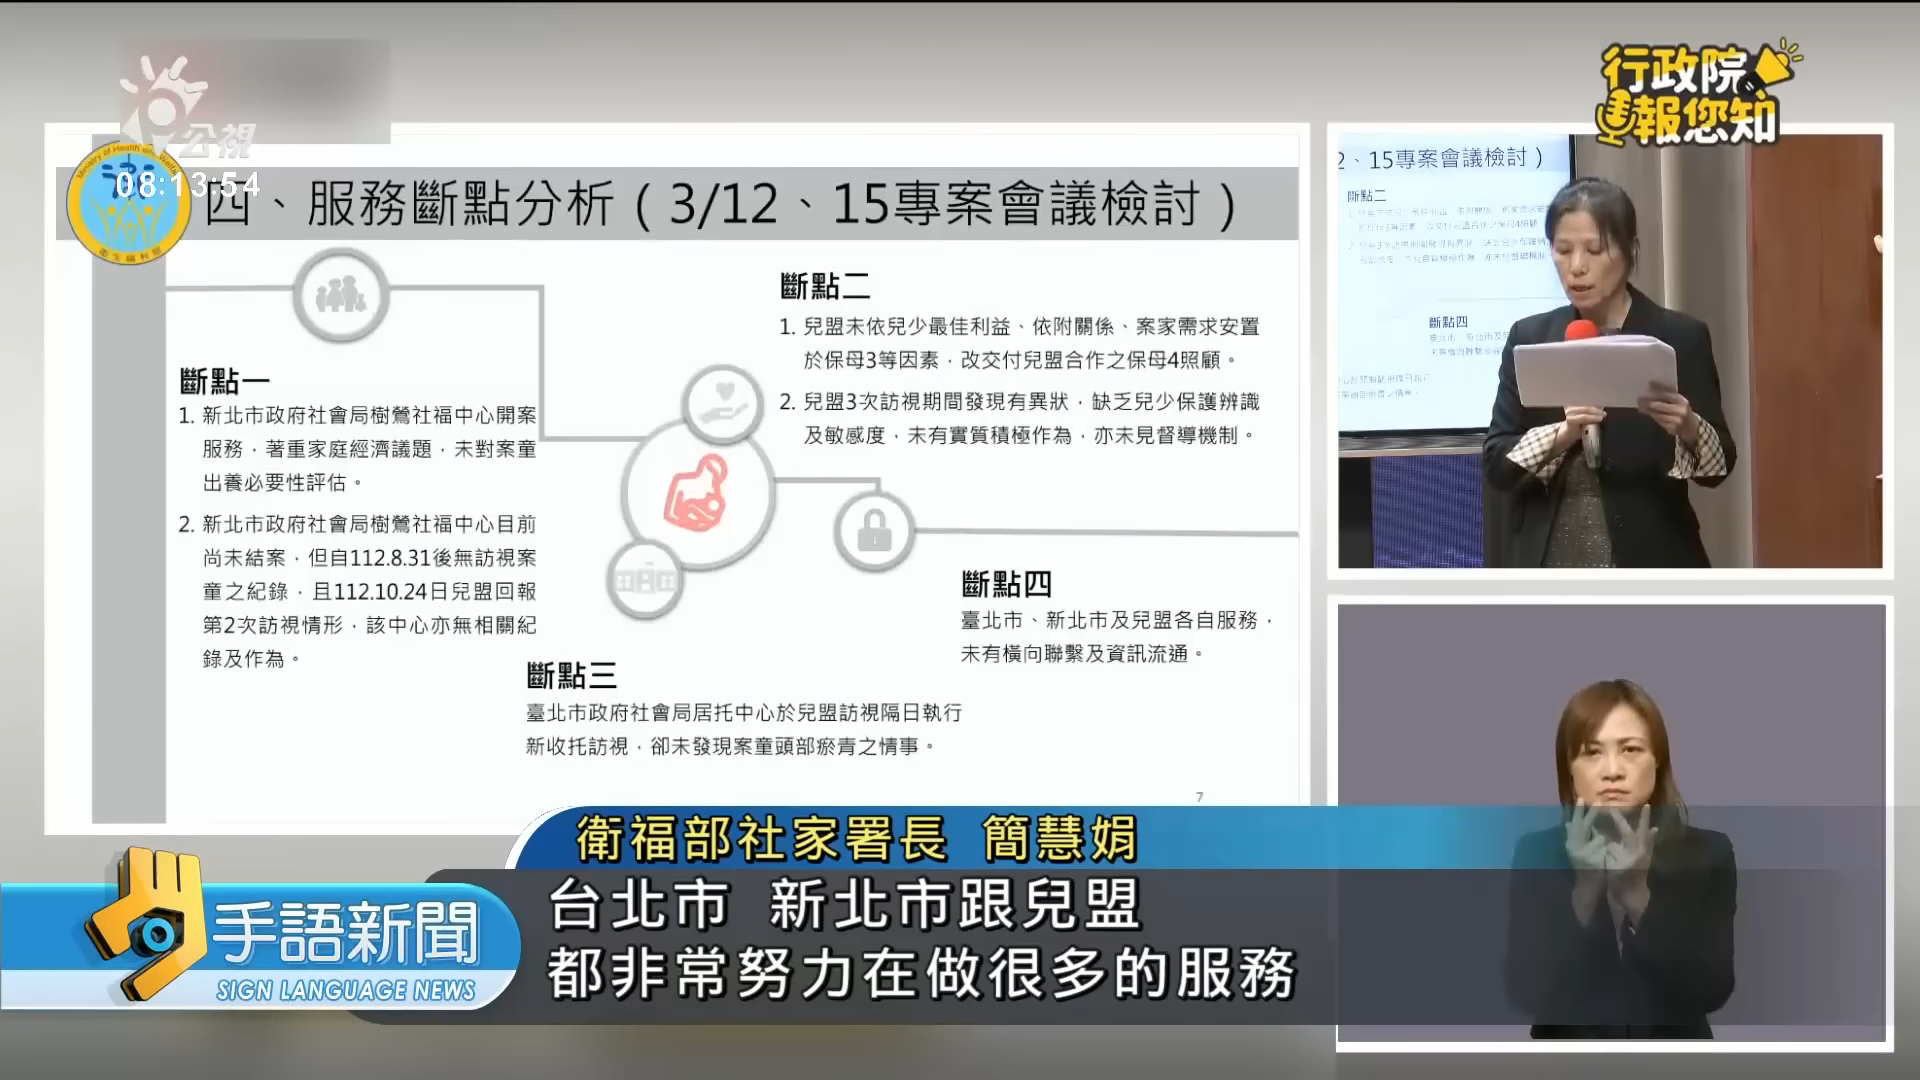 公視
08:13:54
行政院
報您知
四、服務斷點分析（3/12、15專案會議檢討）
斷點一
1. 新北市政府社會局樹鶯社福中心開案
服務，著重家庭經濟議題，未對案童
出養必要性評估。
2. 新北市政府社會局樹鶯社福中心目前
尚未結案，但自112.8.31後無訪視案
童之紀錄，且112.10.24日兒盟回報
第2次訪視情形，該中心亦無相關紀
錄及作為。
斷點二
1. 兒盟未依兒少最佳利益、依附關係、案家需求安置
於保母3等因素，改交付兒盟合作之保母4照顧。
2. 兒盟3次訪視期間發現有異狀，缺乏兒少保護辨識
及敏感度，未有實質積極作為，亦未見督導機制。
斷點三
臺北市政府社會局居托中心於兒盟訪視隔日執行
新收托訪視，卻未發現案童頭部瘀青之情事。
斷點四
臺北市、新北市及兒盟各自服務，
未有橫向聯繫及資訊流通。
7
、15專案會議檢討）
斷點二
斷點四
衛福部社家署長 簡慧娟
台北市 新北市跟兒盟
都非常努力在做很多的服務
手語新聞
SIGN LANGUAGE NEWS